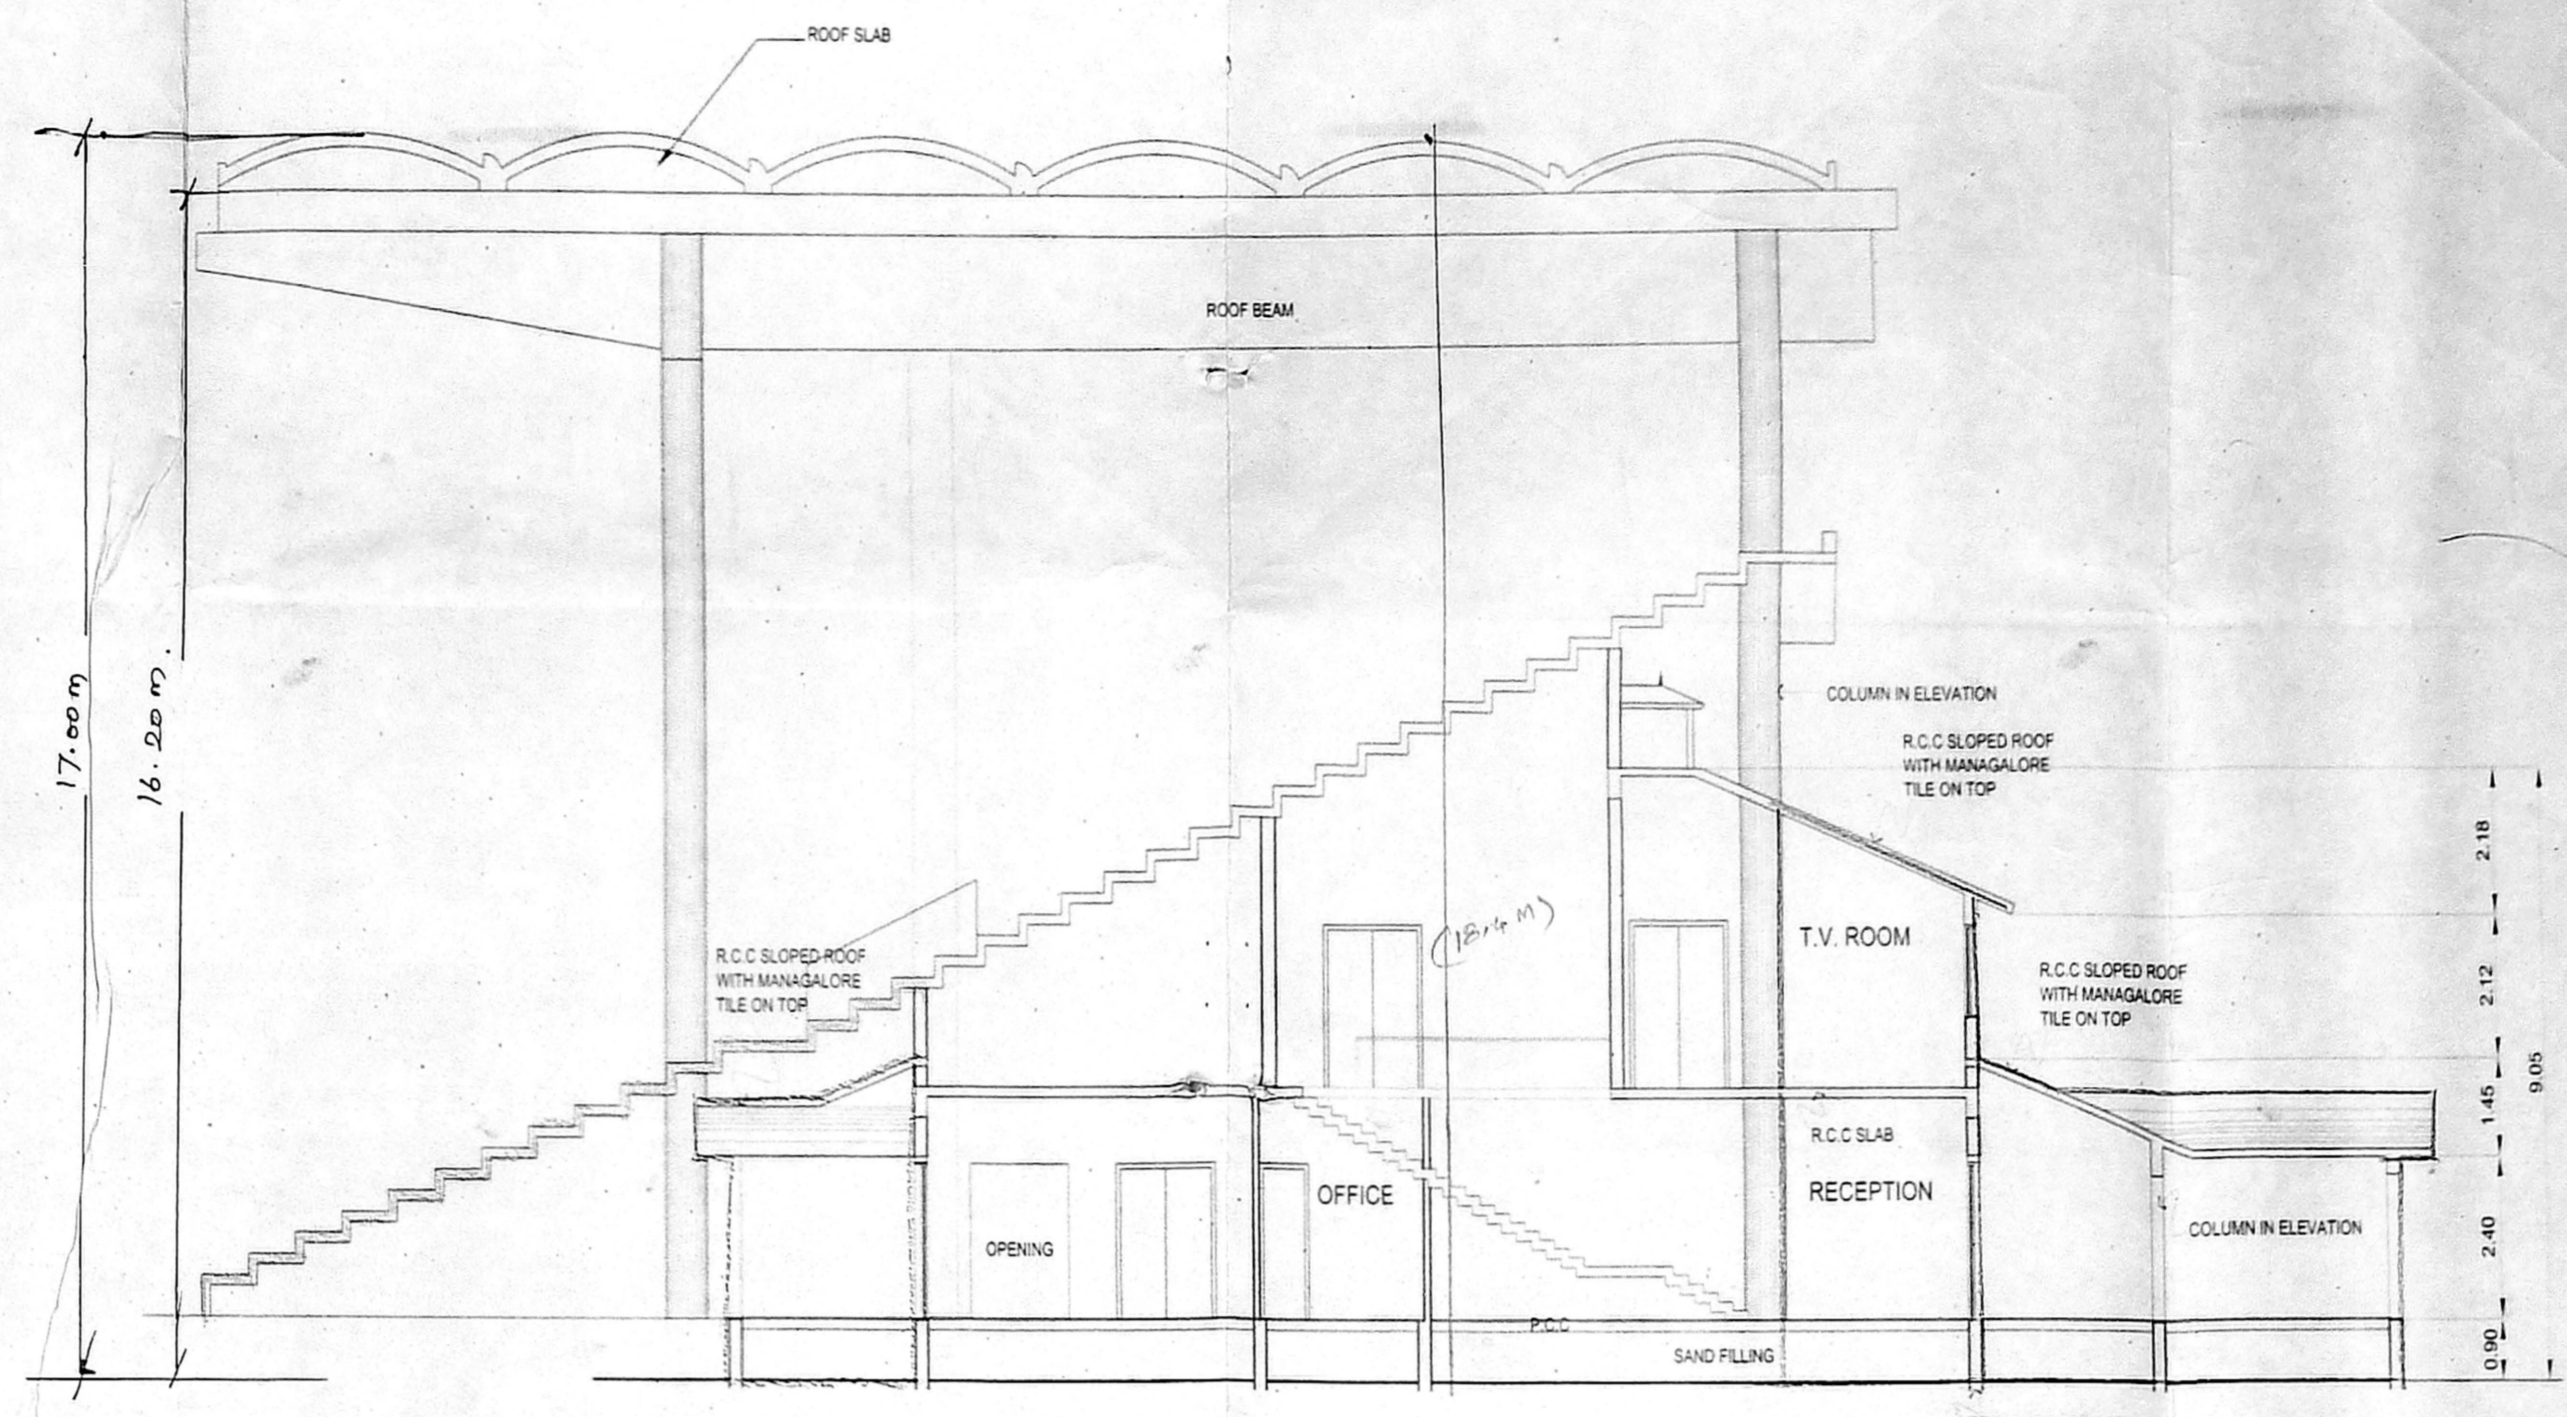 ROOF SLAB
ROOF BEAM
17.00 m
16.20 m.
COLUMN IN ELEVATION
R.C.C SLOPED ROOF
WITH MANAGALORE
TILE ON TOP
2.18
(18.4 M)
T.V. ROOM
R.C.C SLOPED ROOF
WITH MANAGALORE
TILE ON TOP
R.C.C SLOPED ROOF
WITH MANAGALORE
TILE ON TOP
2.12
9.05
1.45
R.C.C SLAB
OFFICE
RECEPTION
OPENING
COLUMN IN ELEVATION
2.40
P.C.C
SAND FILLING
0.90